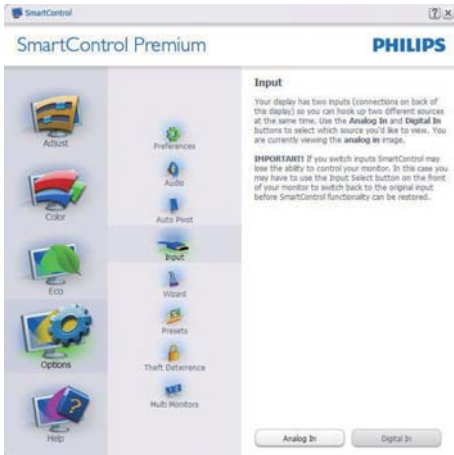 SmartControl
SmartControl Premium
PHILIPS
Adjust
Color
Eco
Options
Help
Preferences
Audio
Auto Pivot
Input
Wizard
Presets
Theft Deterrence
Multi Monitors
Input
Your display has two inputs (connections on back of
this display) so you can hook up two different sources
at the same time. Use the Analog In and Digital In
buttons to select which source you'd like to view. You
are currently viewing the analog in image.
IMPORTANT! If you switch inputs SmartControl may
lose the ability to control your monitor. In this case you
may have to use the Input Select button on the front
of your monitor to switch back to the original input
before SmartControl functionality can be restored.
Analog In
Digital In